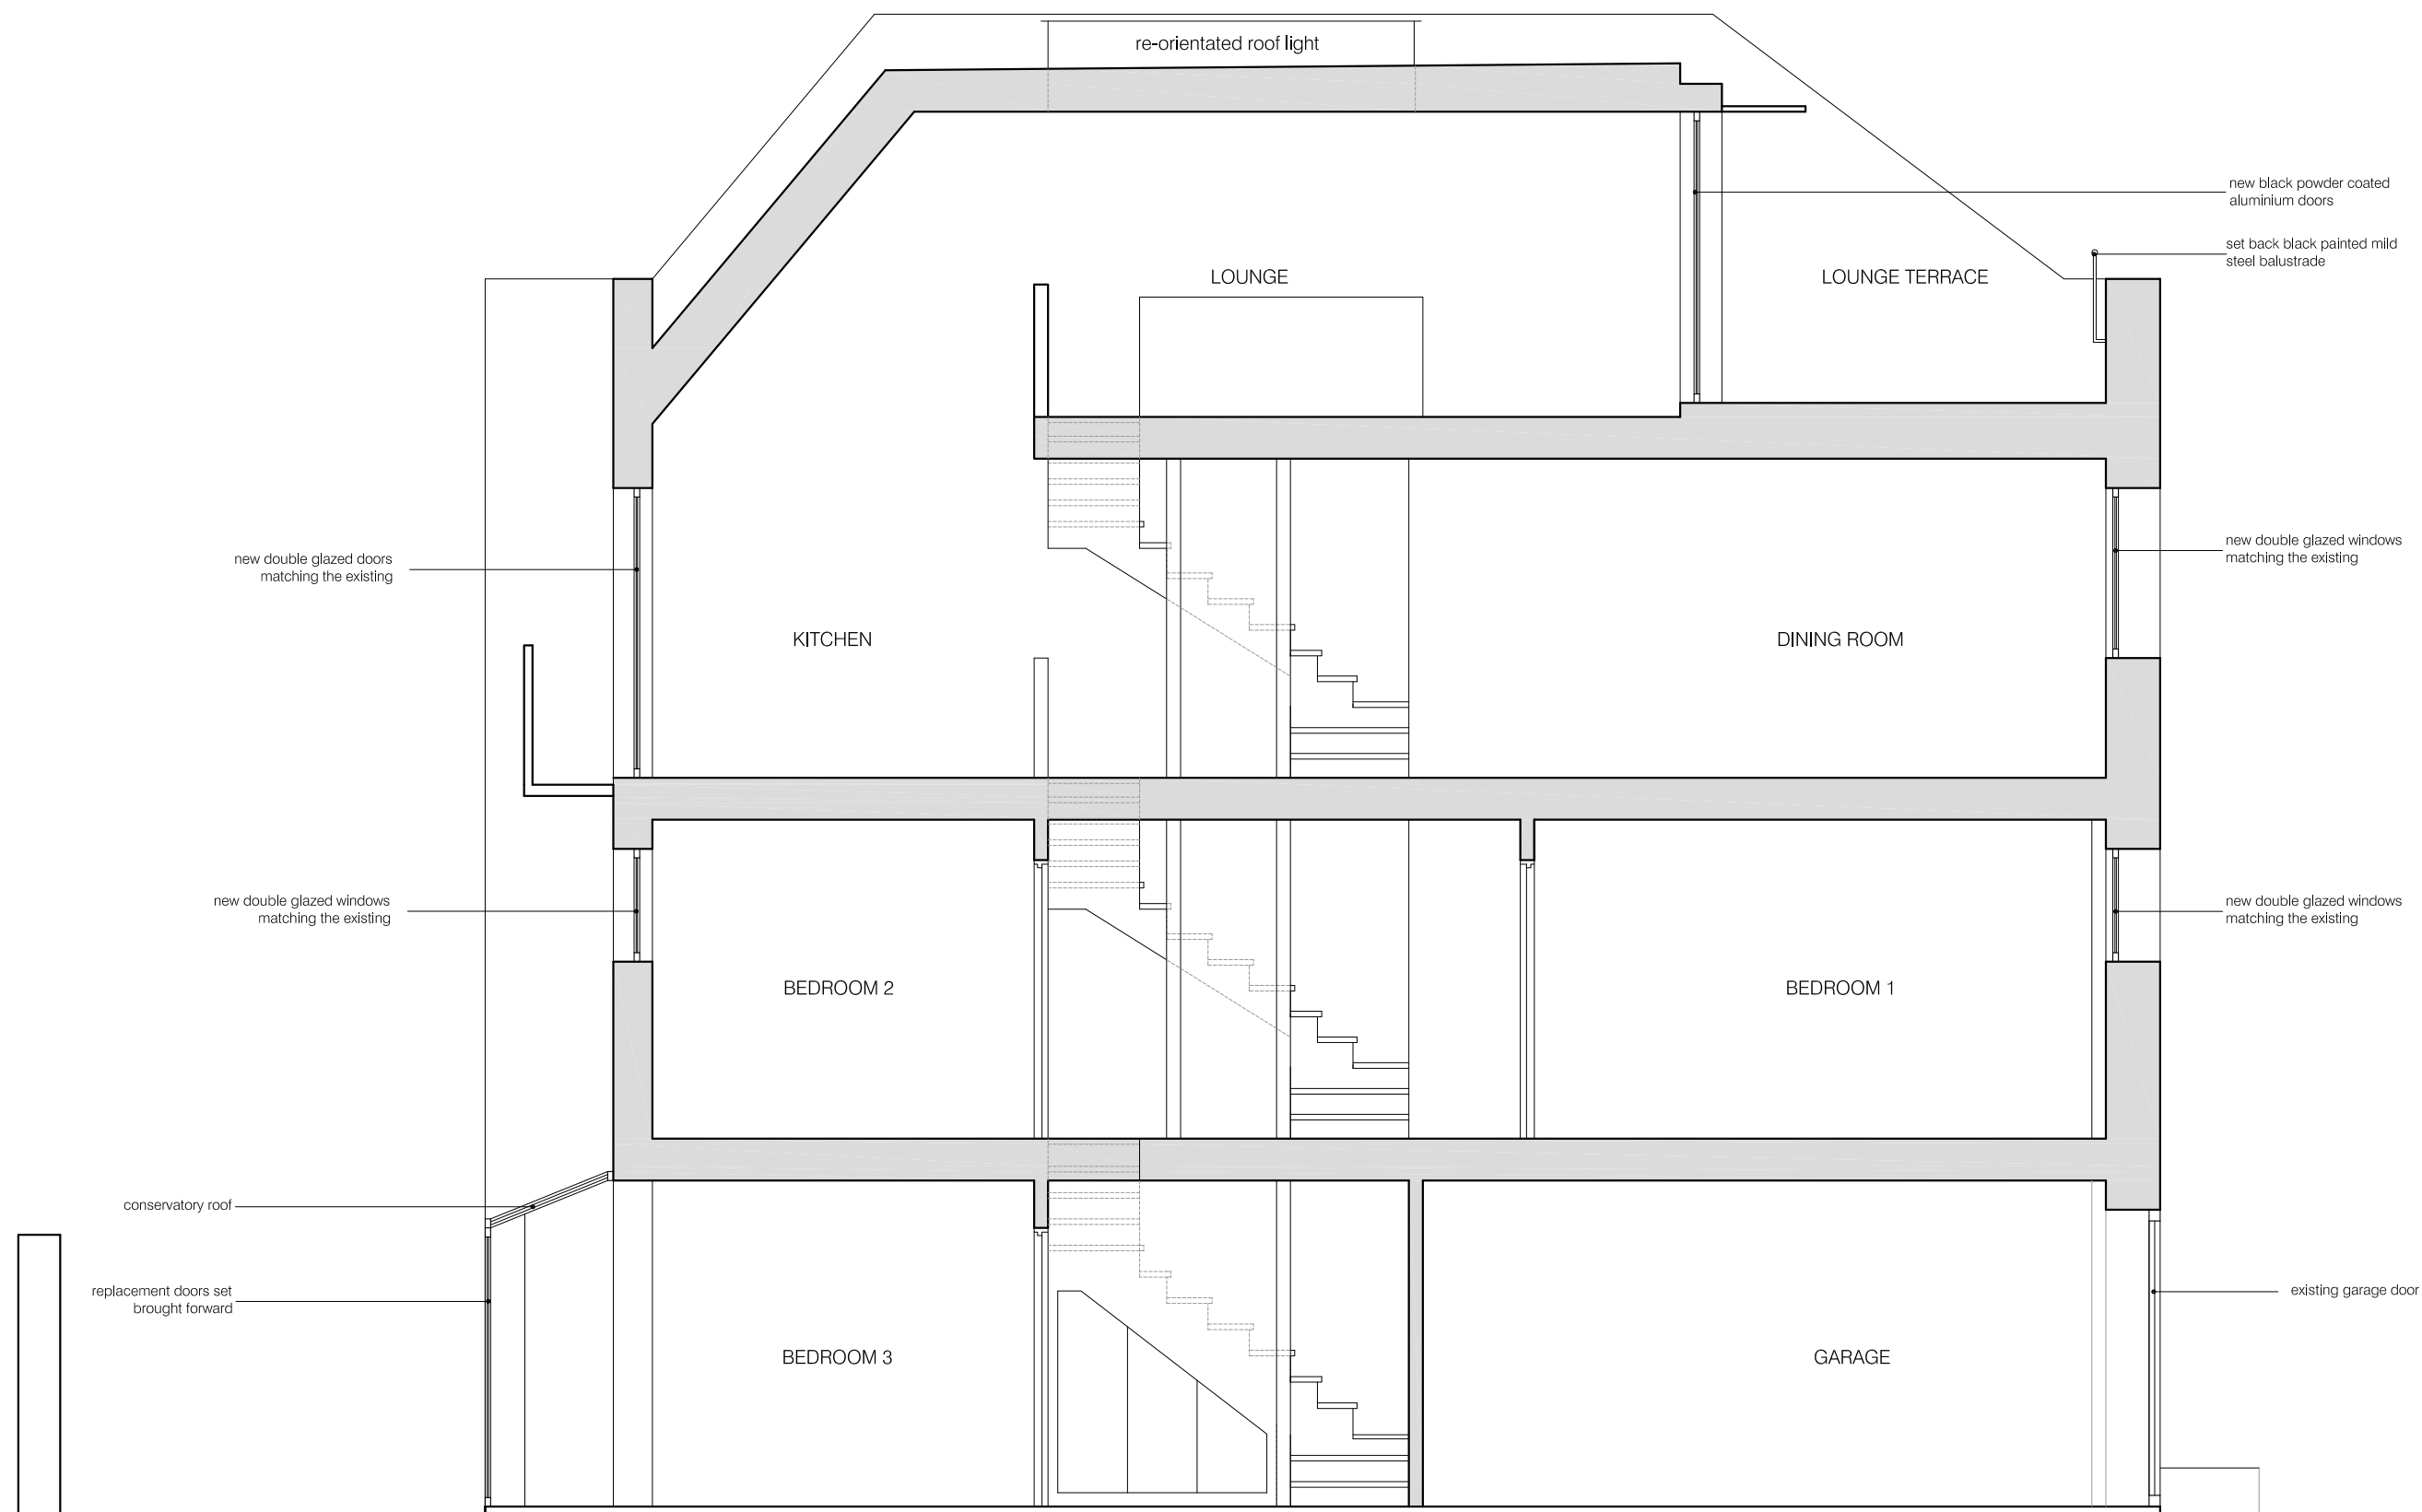 re-orientated roof light
new black powder coated
aluminium doors
set back black painted mild
steel balustrade
LOUNGE
LOUNGE TERRACE
new double glazed doors
matching the existing
new double glazed windows
matching the existing
KITCHEN
DINING ROOM
new double glazed windows
matching the existing
new double glazed windows
matching the existing
BEDROOM 2
BEDROOM 1
conservatory roof
replacement doors set
brought forward
existing garage door
BEDROOM 3
GARAGE